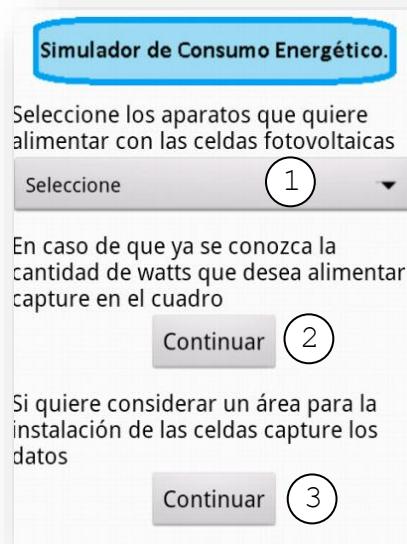 Simulador de Consumo Energético.
Seleccione los aparatos que quiere
alimentar con las celdas fotovoltaicas
Seleccione 1
En caso de que ya se conozca la
cantidad de watts que desea alimentar
capture en el cuadro
Continuar 2
Si quiere considerar un área para la
instalación de las celdas capture los
datos
Continuar 3